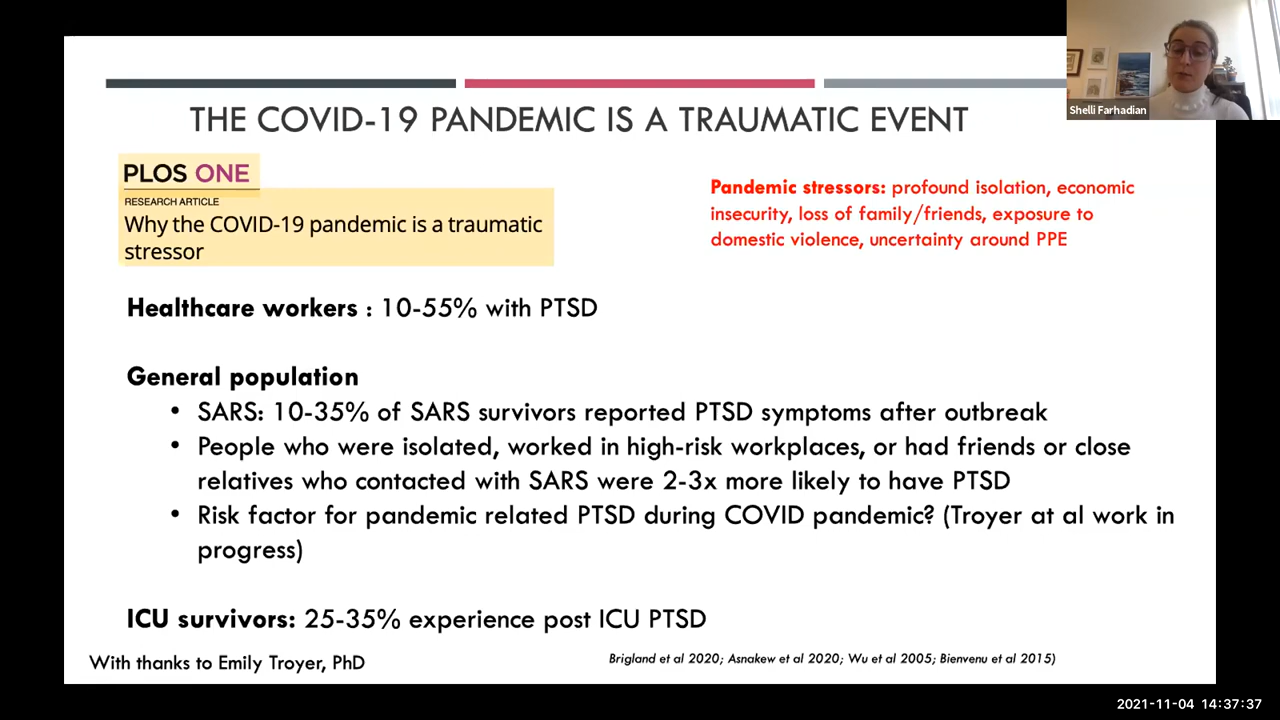 Shelli Farhadian
THE COVID-19 PANDEMIC IS A TRAUMATIC EVENT
PLOS ONE
RESEARCH ARTICLE
Why the COVID-19 pandemic is a traumatic
stressor
Pandemic stressors: profound isolation, economic
insecurity, loss of family/friends, exposure to
domestic violence, uncertainty around PPE
Healthcare workers : 10-55% with PTSD
General population
• SARS: 10-35% of SARS survivors reported PTSD symptoms after outbreak
• People who were isolated, worked in high-risk workplaces, or had friends or close
relatives who contacted with SARS were 2-3x more likely to have PTSD
• Risk factor for pandemic related PTSD during COVID pandemic? (Troyer at al work in
progress)
ICU survivors: 25-35% experience post ICU PTSD
With thanks to Emily Troyer, PhD
Brigland et al 2020; Asnakew et al 2020; Wu et al 2005; Bienvenu et al 2015)
2021-11-04 14:37:37